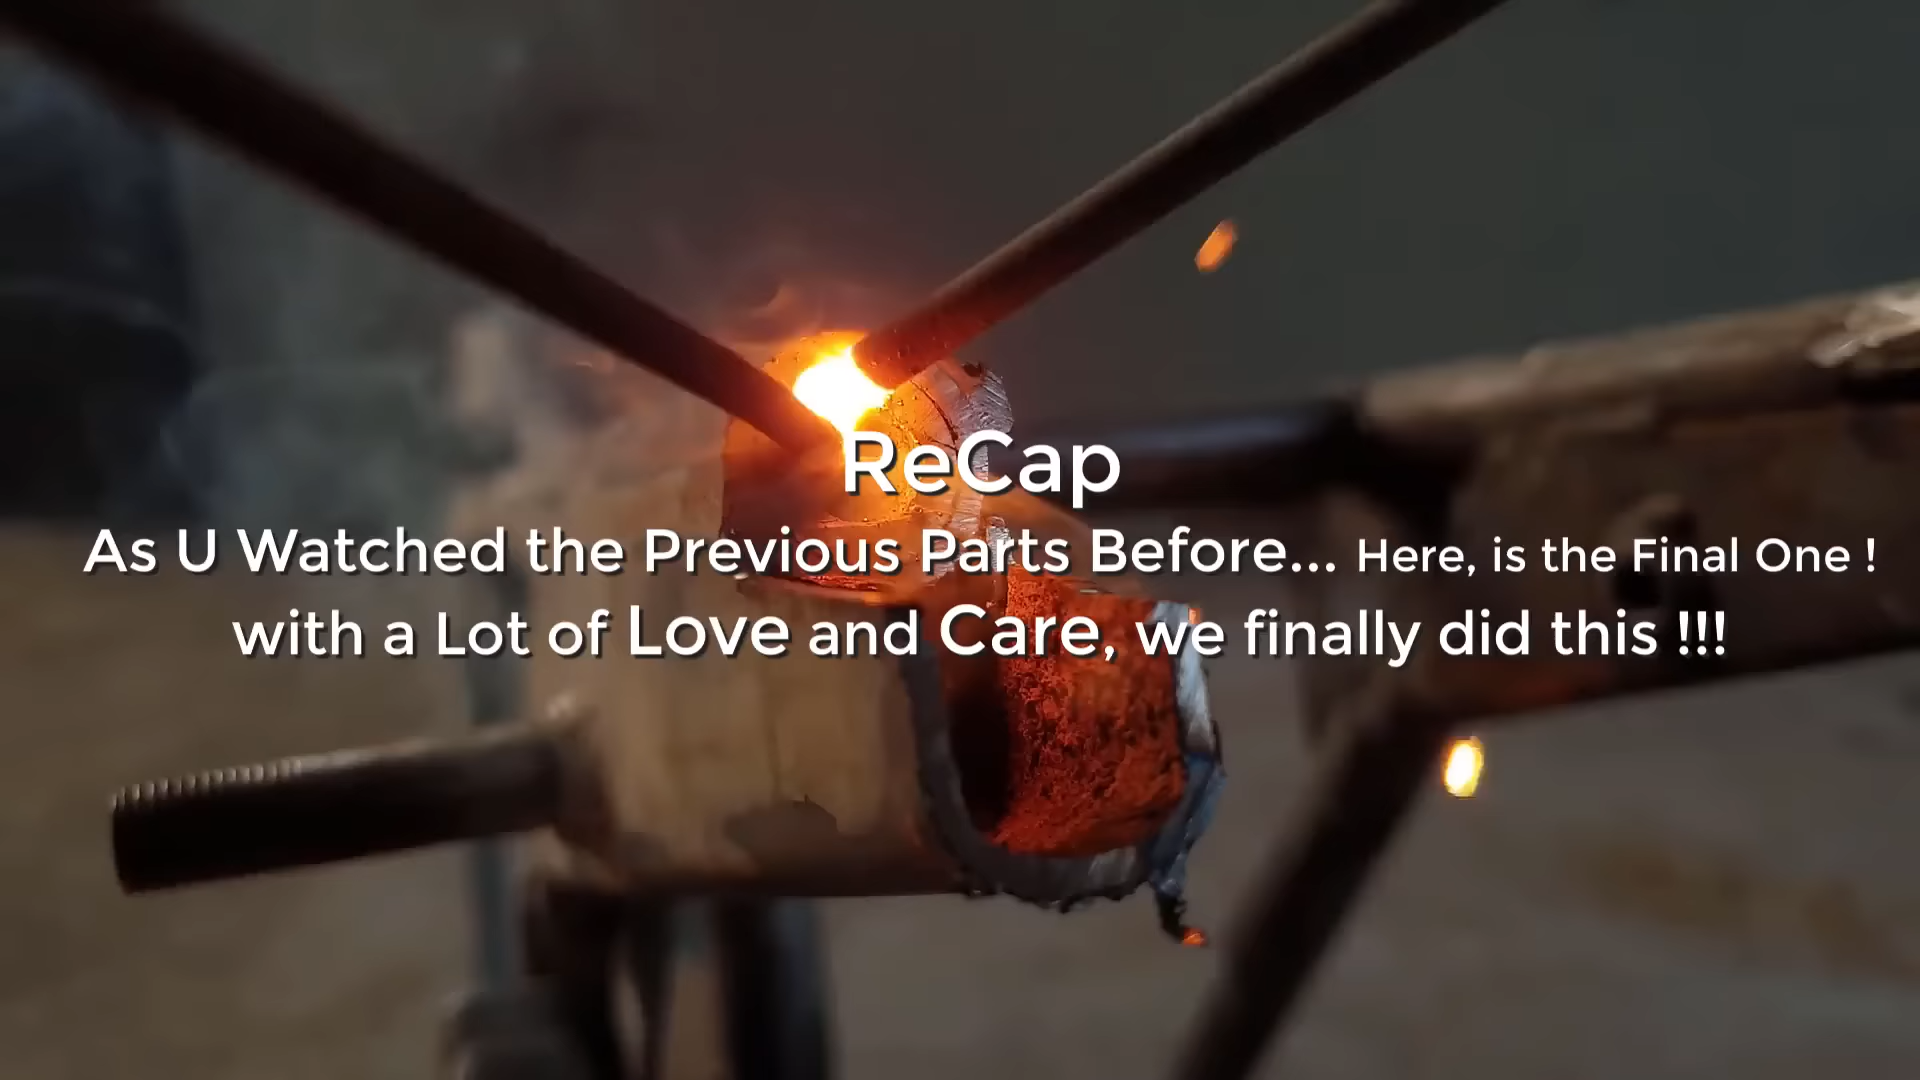 ReCap
As U Watched the Previous Parts Before... Here, is the Final One !
with a Lot of Love and Care, we finally did this !!!